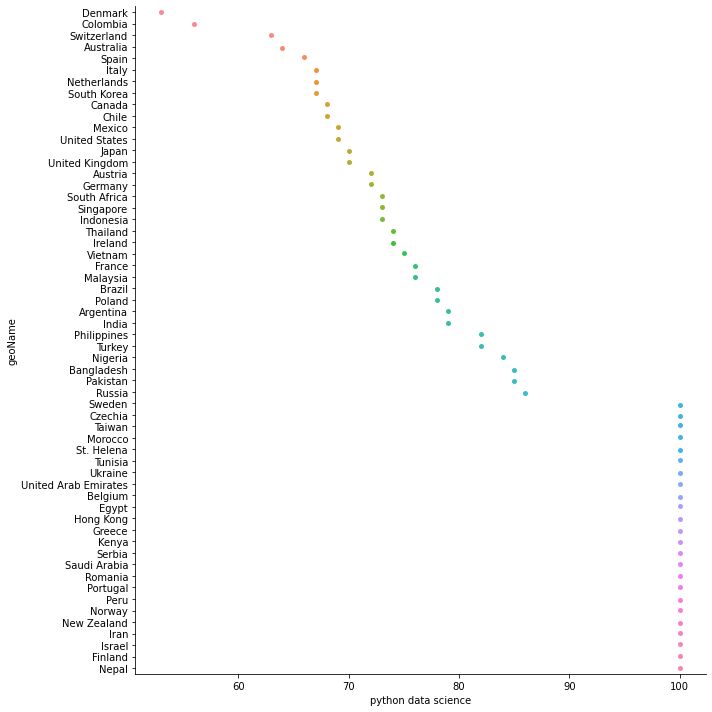 Denmark
Colombia
Switzerland
Australia
Spain
Italy
Netherlands
South Korea
Canada
Chile
Mexico
United States
Japan
United Kingdom
Austria
Germany
South Africa
Singapore
Indonesia
Thailand
Ireland
Vietnam
France
Malaysia
Brazil
Poland
Argentina
India
Philippines
Turkey
Nigeria
Bangladesh
Pakistan
Russia
Sweden
Czechia
Taiwan
Morocco
St. Helena
Tunisia
Ukraine
United Arab Emirates
Belgium
Egypt
Hong Kong
Greece
Kenya
Serbia
Saudi Arabia
Romania
Portugal
Peru
Norway
New Zealand
Iran
Israel
Finland
Nepal
geoName
60 70 80 90 100
python data science